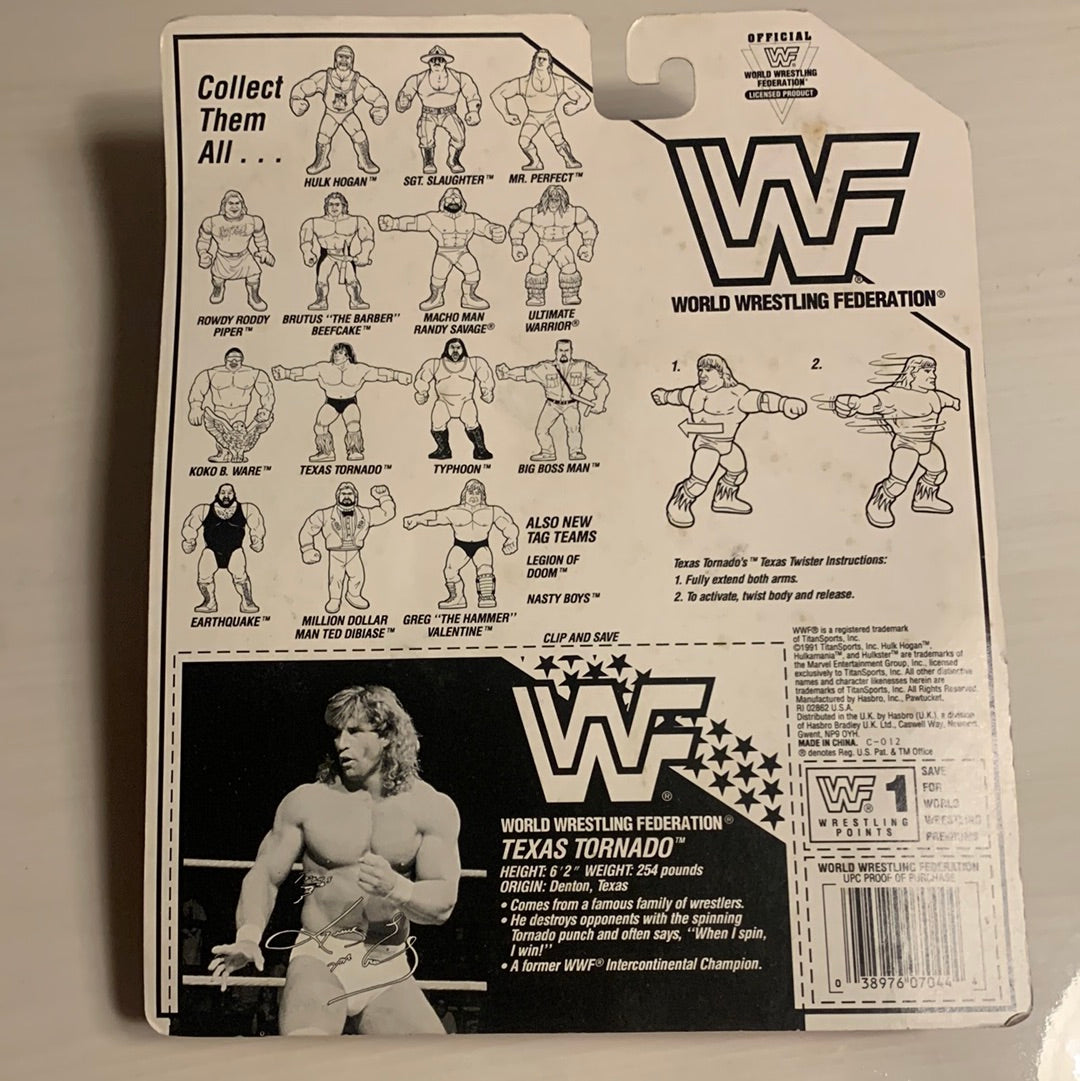 Collect
Them
All . . .
HULK HOGAN™
SGT. SLAUGHTER™
MR. PERFECT™
ROWDY RODDY
PIPER™
BRUTUS "THE BARBER"
BEEFCAKE™
MACHO MAN
RANDY SAVAGE®
ULTIMATE
WARRIOR®
KOKO B. WARE™
TEXAS TORNADO™
TYPHOON™
BIG BOSS MAN™
EARTHQUAKE™
MILLION DOLLAR
MAN TED DIBIASE™
GREG "THE HAMMER"
VALENTINE™
ALSO NEW
TAG TEAMS
LEGION OF
DOOM™
NASTY BOYS™
OFFICIAL
WF
WORLD WRESTLING
FEDERATION®
LICENSED PRODUCT
WF®
WORLD WRESTLING FEDERATION®
1.
2.
Texas Tornado's™ Texas Twister Instructions:
1. Fully extend both arms.
2. To activate, twist body and release.
CLIP AND SAVE
WF®
WORLD WRESTLING FEDERATION®
TEXAS TORNADO™
HEIGHT: 6'2" WEIGHT: 254 pounds
ORIGIN: Denton, Texas
• Comes from a famous family of wrestlers.
• He destroys opponents with the spinning
Tornado punch and often says, "When I spin,
I win!"
• A former WWF® Intercontinental Champion.
WWF® is a registered trademark
of TitanSports, Inc.
©1991 TitanSports, Inc. Hulk Hogan™,
Hulkamania™, and Hulkster™ are trademarks of
the Marvel Entertainment Group, Inc., licensed
exclusively to TitanSports, Inc. All other distinctive
names and character likenesses herein are
trademarks of TitanSports, Inc. All Rights Reserved.
Manufactured by Hasbro, Inc., Pawtucket,
RI 02862 U.S.A.
Distributed in the U.K. by Hasbro (U.K.), a division
of Hasbro Bradley U.K. Ltd., Caswell Way, Newport,
Gwent, NP9 0YH.
MADE IN CHINA. C-012
® denotes Reg. U.S. Pat. & TM Office
WF® 1
WRESTLING
POINTS
SAVE
FOR
WORLD
WRESTLING
PREMIUMS
WORLD WRESTLING FEDERATION
UPC PROOF OF PURCHASE
0 38976 07044 4